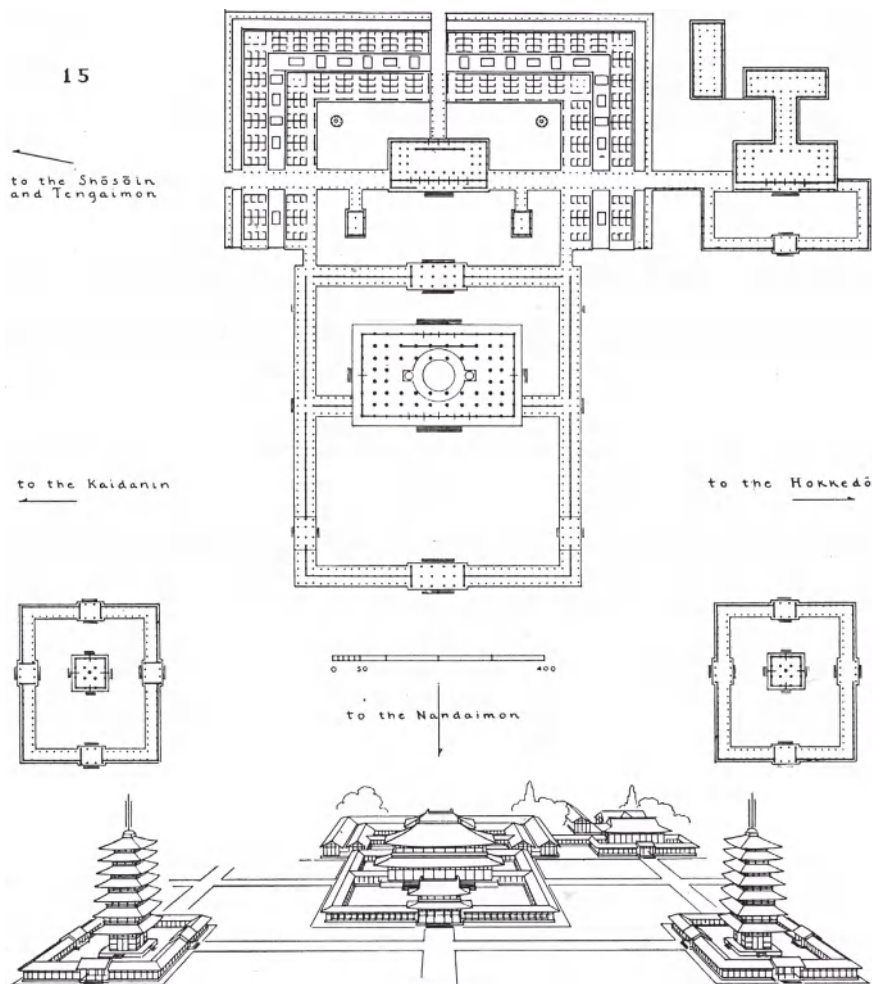 15
to the Shōsōin
and Tengaimon
to the Kaidanin
to the Hokkedō
0 50 400
to the Nandaimon